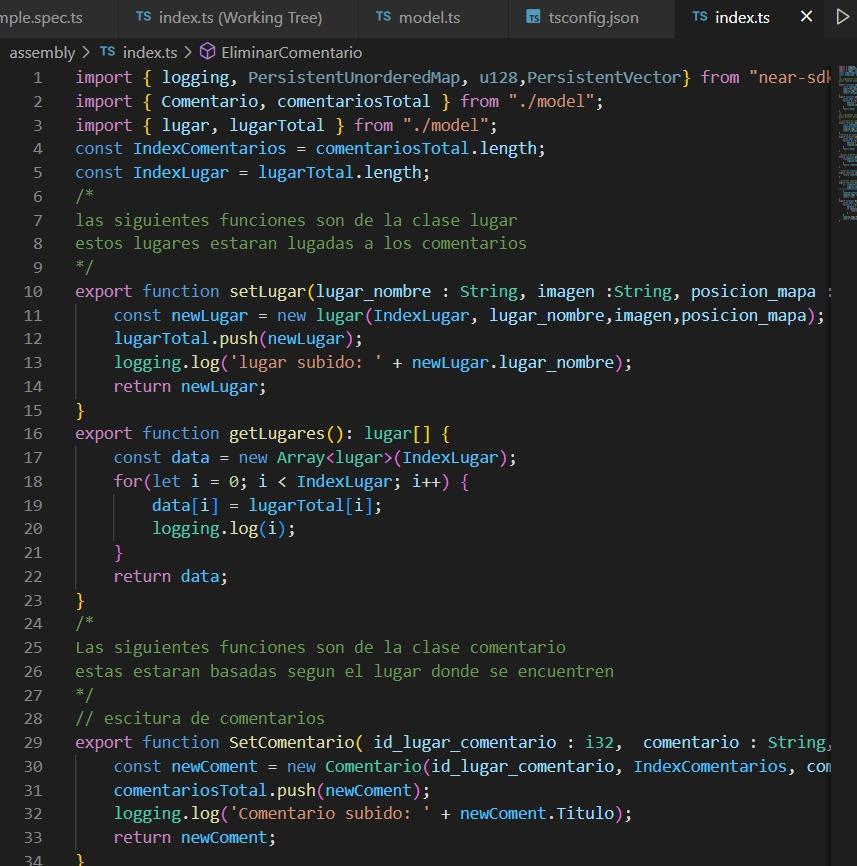 mple.spec.ts TS index.ts (Working Tree) TS model.ts TS tsconfig.json TS index.ts ×
assembly > TS index.ts > EliminarComentario
1 import { logging, PersistentUnorderedMap, u128,PersistentVector} from "near-sdk
2 import { Comentario, comentariosTotal } from "./model";
3 import { lugar, lugarTotal } from "./model";
4 const IndexComentarios = comentariosTotal.length;
5 const IndexLugar = lugarTotal.length;
6 /*
7 las siguientes funciones son de la clase lugar
8 estos lugares estaran lugadas a los comentarios
9 */
10 export function setLugar(lugar_nombre : String, imagen :String, posicion_mapa :
11 const newLugar = new lugar(IndexLugar, lugar_nombre,imagen,posicion_mapa);
12 lugarTotal.push(newLugar);
13 logging.log('lugar subido: ' + newLugar.lugar_nombre);
14 return newLugar;
15 }
16 export function getLugares(): lugar[] {
17 const data = new Array<lugar>(IndexLugar);
18 for(let i = 0; i < IndexLugar; i++) {
19 data[i] = lugarTotal[i];
20 logging.log(i);
21 }
22 return data;
23 }
24 /*
25 Las siguientes funciones son de la clase comentario
26 estas estaran basadas segun el lugar donde se encuentren
27 */
28 // escritura de comentarios
29 export function SetComentario( id_lugar_comentario : i32,  comentario : String,
30 const newComent = new Comentario(id_lugar_comentario, IndexComentarios, com
31 comentariosTotal.push(newComent);
32 logging.log('Comentario subido: ' + newComent.Titulo);
33 return newComent;
34 }